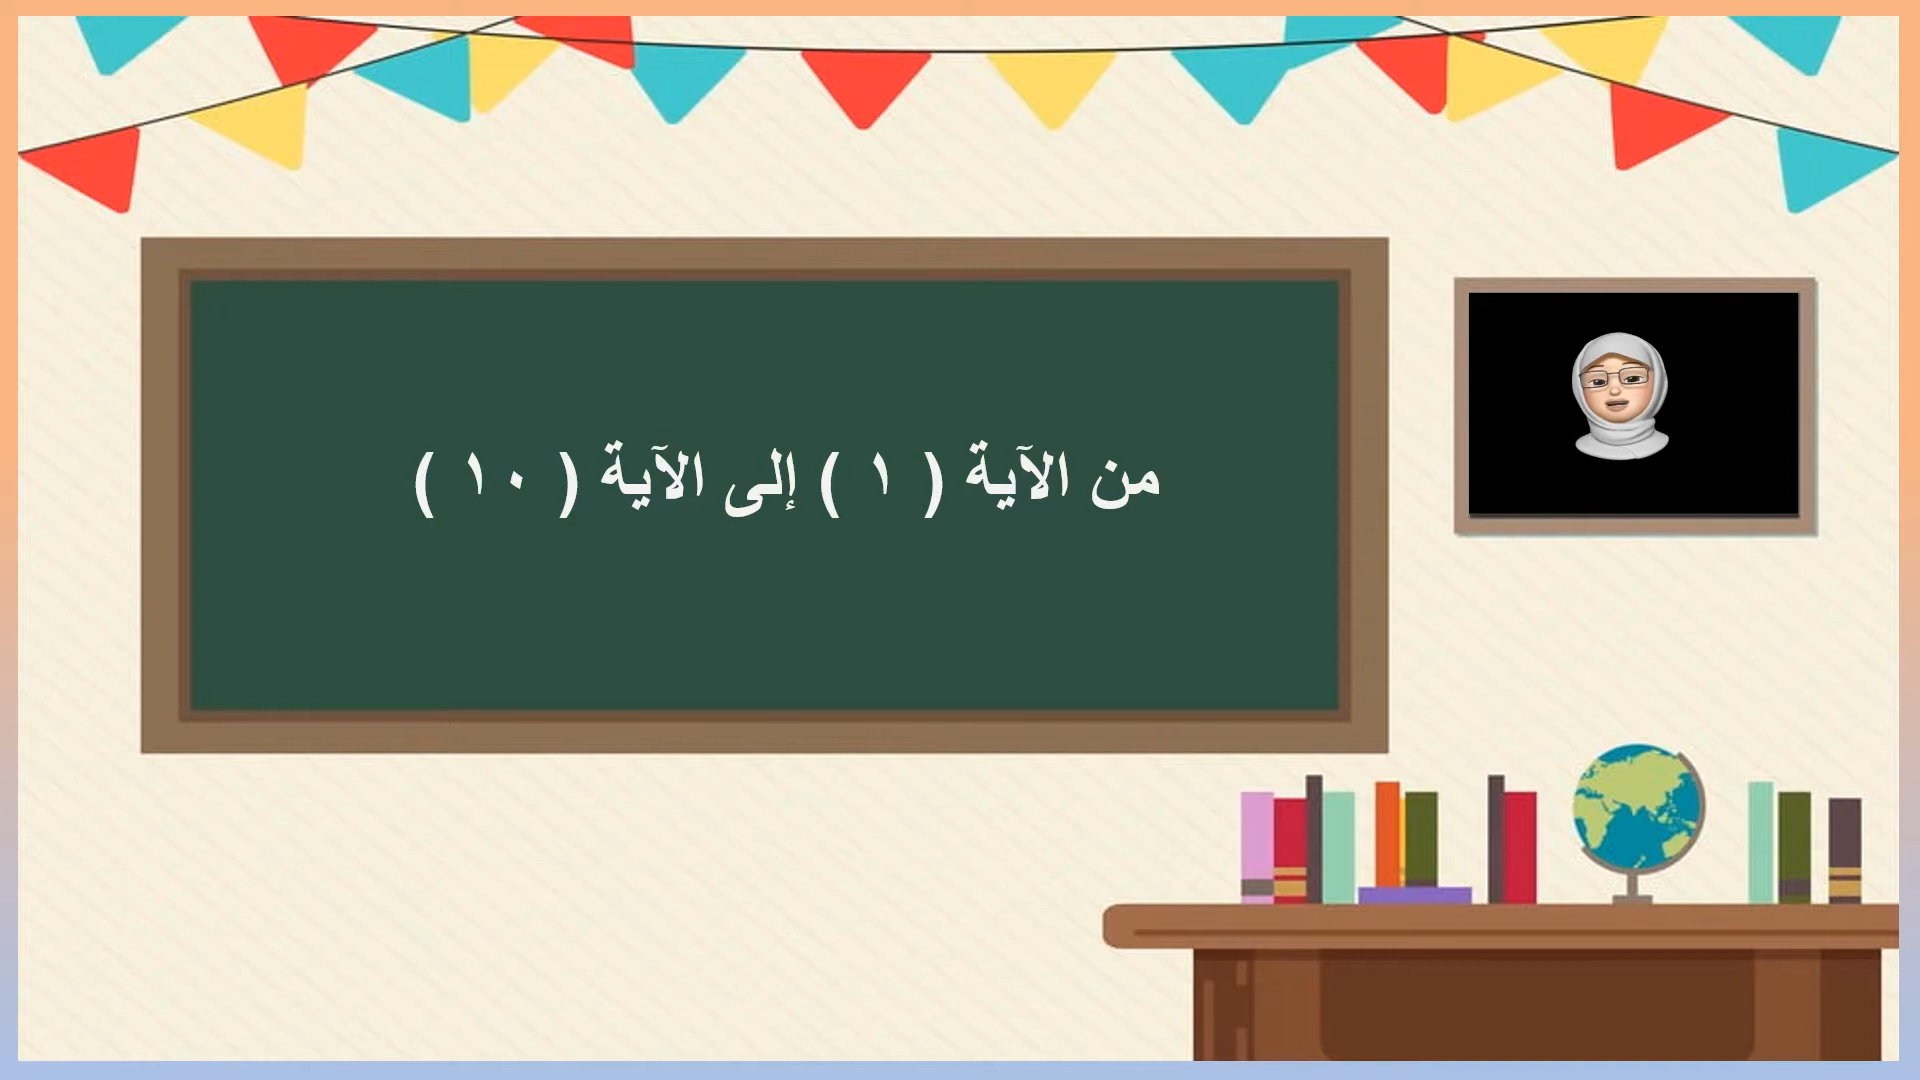 من الآية ( ١ ) إلى الآية ( ١٠ )